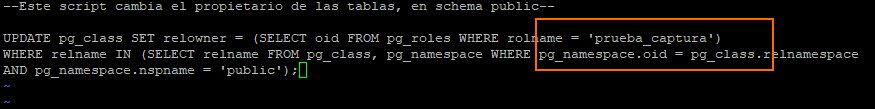 --Este script cambia el propietario de las tablas, en schema public--
UPDATE pg_class SET relowner = (SELECT oid FROM pg_roles WHERE rolname = 'prueba_captura')
WHERE relname IN (SELECT relname FROM pg_class, pg_namespace WHERE pg_namespace.oid = pg_class.relnamespace
AND pg_namespace.nspname = 'public');
~
~